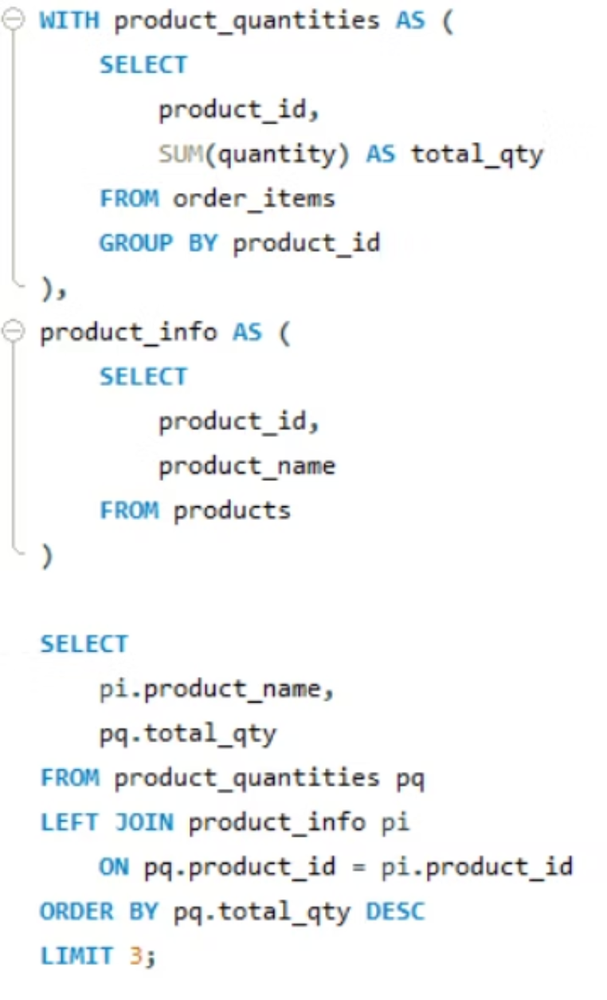 WITH product_quantities AS (
    SELECT
        product_id,
        SUM(quantity) AS total_qty
    FROM order_items
    GROUP BY product_id
),
product_info AS (
    SELECT
        product_id,
        product_name
    FROM products
)

SELECT
    pi.product_name,
    pq.total_qty
FROM product_quantities pq
LEFT JOIN product_info pi
    ON pq.product_id = pi.product_id
ORDER BY pq.total_qty DESC
LIMIT 3;